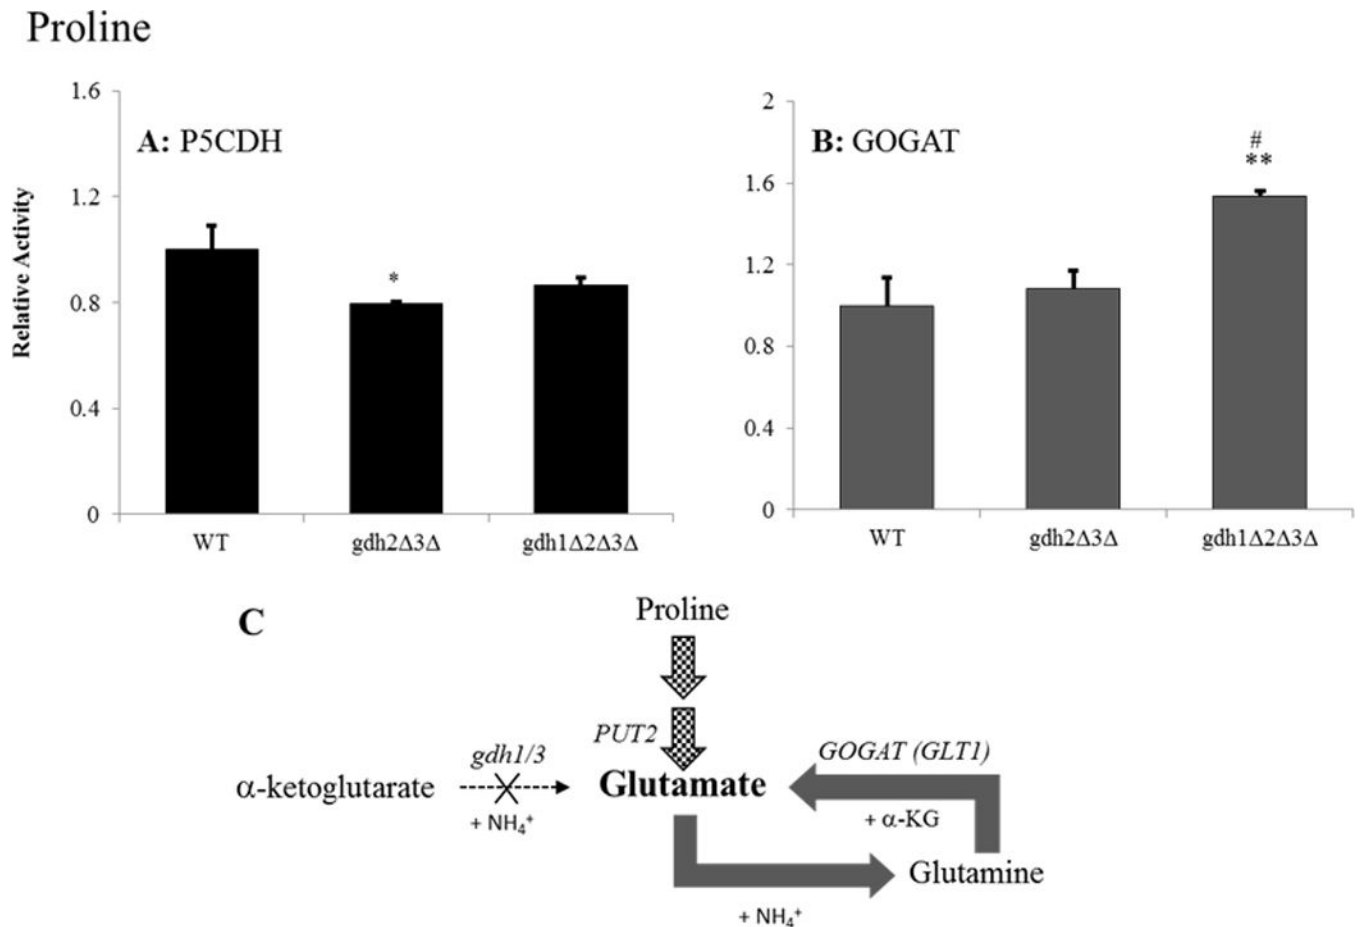 Proline
A: P5CDH
Relative Activity
1.6
1.2
0.8
0.4
0
*
WT
gdh2Δ3Δ
gdh1Δ2Δ3Δ
B: GOGAT
2
1.6
1.2
0.8
0.4
0
#
**
WT
gdh2Δ3Δ
gdh1Δ2Δ3Δ
C
Proline
PUT2
gdh1/3
GOGAT (GLT1)
α-ketoglutarate
Glutamate
+ NH₄⁺
+ α-KG
Glutamine
+ NH₄⁺